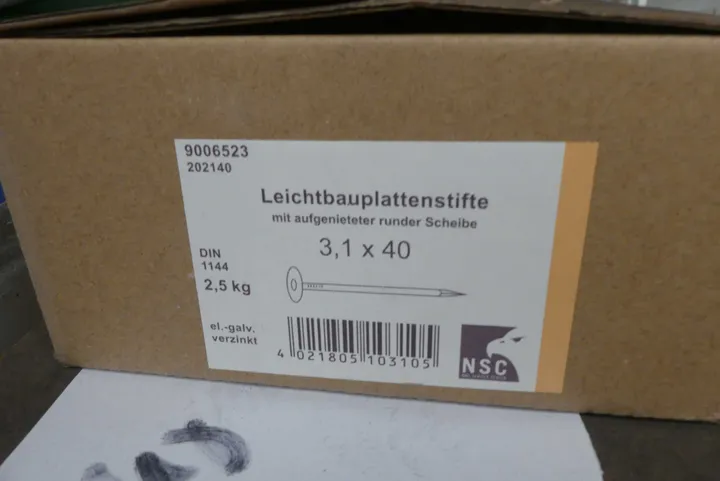 9006523
202140
Leichtbauplattenstifte
mit aufgenieteter runder Scheibe
3,1 x 40
DIN
1144
2,5 kg
el.-galv.
verzinkt
4 021805 103105
NSC